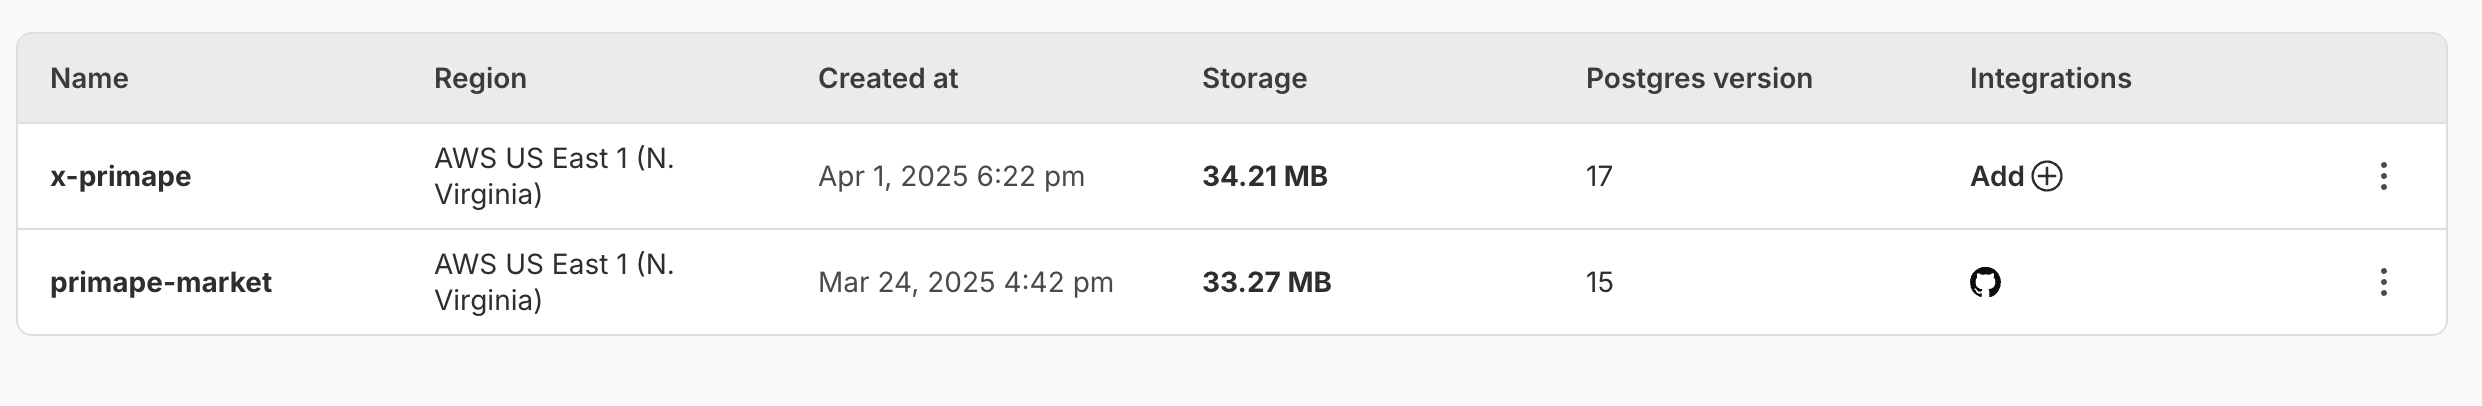 Name Region Created at Storage Postgres version Integrations
x-primape AWS US East 1 (N. Virginia) Apr 1, 2025 6:22 pm 34.21 MB 17 Add
primape-market AWS US East 1 (N. Virginia) Mar 24, 2025 4:42 pm 33.27 MB 15